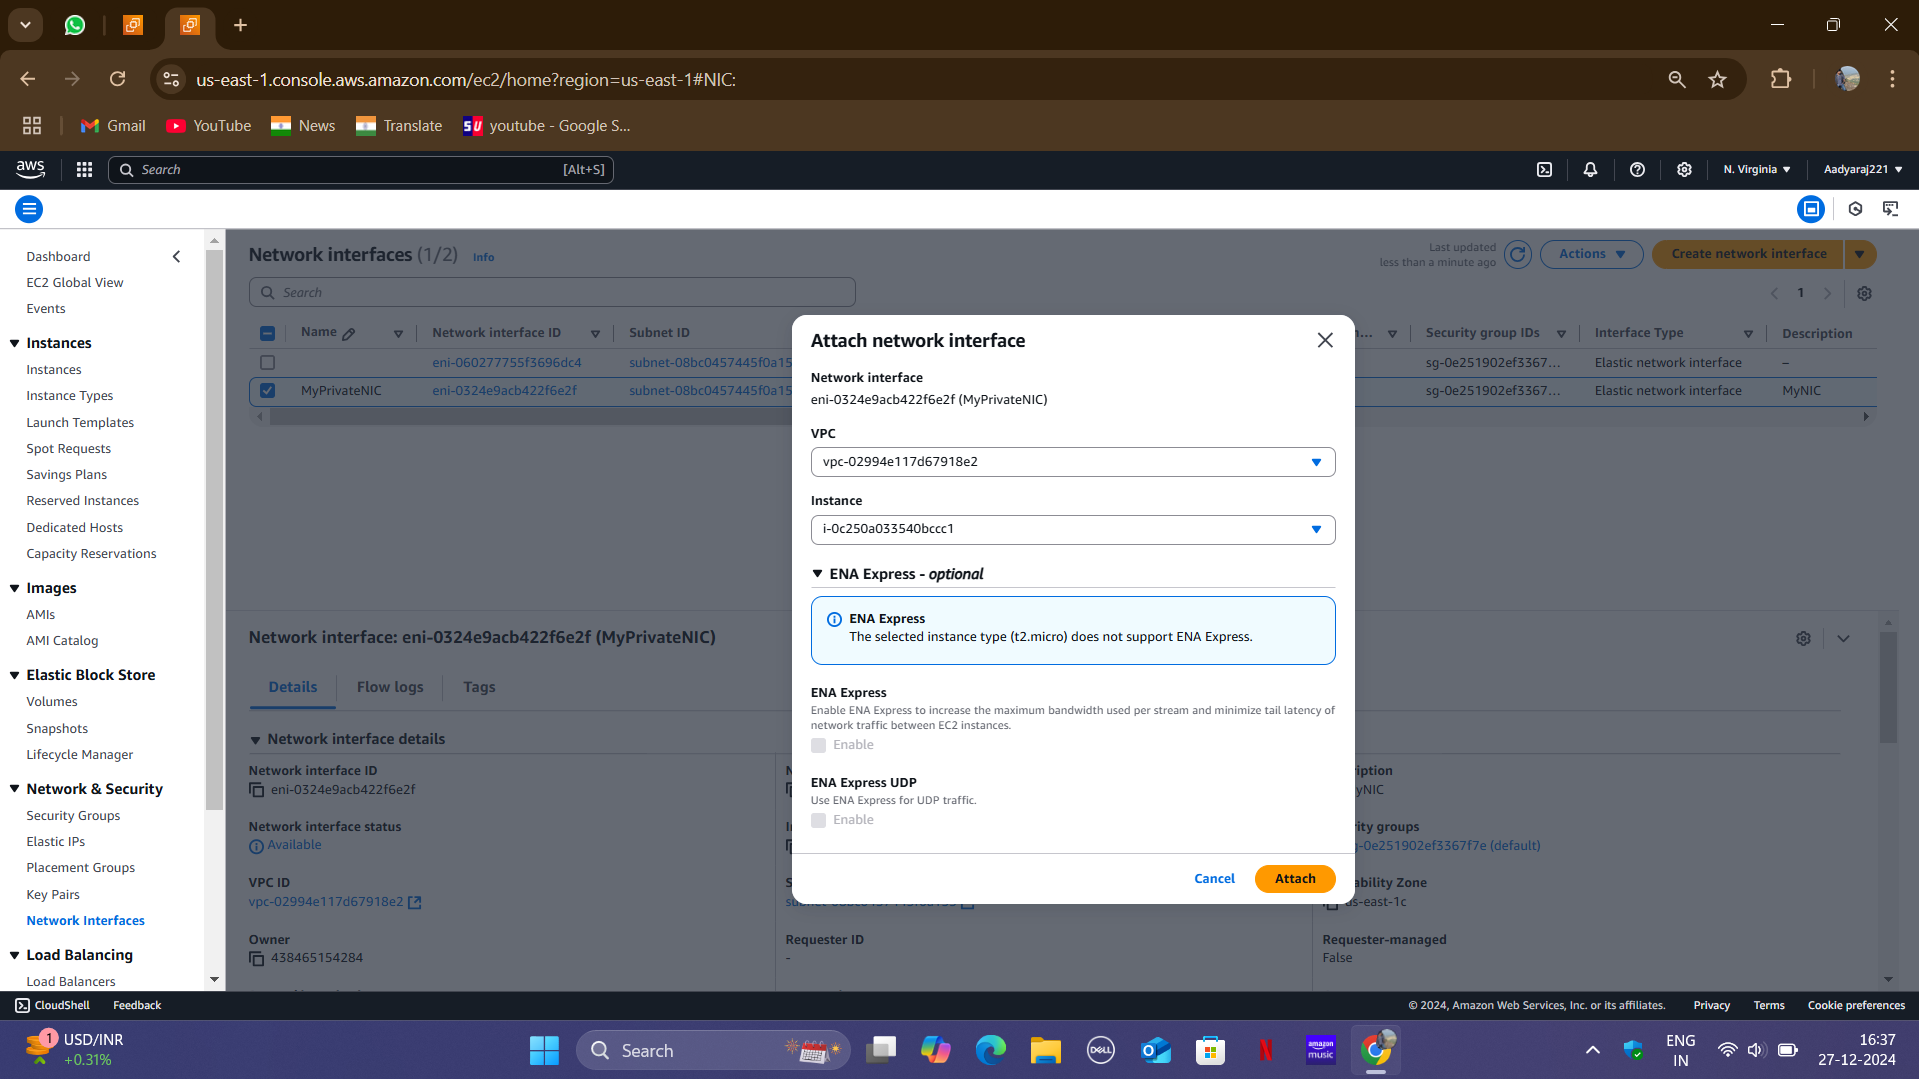 us-east-1.console.aws.amazon.com/ec2/home?region=us-east-1#NIC:
Gmail
YouTube
News
Translate
SU
youtube - Google S...
aws
Search
[Alt+S]
N. Virginia
Aadyaraj221
Dashboard
EC2 Global View
Events
Instances
Instances
Instance Types
Launch Templates
Spot Requests
Savings Plans
Reserved Instances
Dedicated Hosts
Capacity Reservations
Images
AMIs
AMI Catalog
Elastic Block Store
Volumes
Snapshots
Lifecycle Manager
Network & Security
Security Groups
Elastic IPs
Placement Groups
Key Pairs
Network Interfaces
Load Balancing
Load Balancers
Network interfaces (1/2) Info
Last updated
less than a minute ago
Actions
Create network interface
Search
1
Name Network interface ID Subnet ID Security group IDs Interface Type Description
eni-060277755f3696dc4 subnet-08bc0457445f0a15 sg-0e251902ef3367... Elastic network interface –
MyPrivateNIC eni-0324e9acb422f6e2f subnet-08bc0457445f0a15 sg-0e251902ef3367... Elastic network interface MyNIC
Attach network interface
Network interface
eni-0324e9acb422f6e2f (MyPrivateNIC)
VPC
vpc-02994e117d67918e2
Instance
i-0c250a033540bccc1
ENA Express - optional
ENA Express
The selected instance type (t2.micro) does not support ENA Express.
ENA Express
Enable ENA Express to increase the maximum bandwidth used per stream and minimize tail latency of
network traffic between EC2 instances.
Enable
ENA Express UDP
Use ENA Express for UDP traffic.
Enable
Cancel
Attach
Network interface: eni-0324e9acb422f6e2f (MyPrivateNIC)
Details
Flow logs
Tags
Network interface details
Network interface ID
eni-0324e9acb422f6e2f
Network interface status
Available
VPC ID
vpc-02994e117d67918e2
Owner
438465154284
Requester ID
-
iption
yNIC
ity groups
g-0e251902ef3367f7e (default)
ability Zone
us-east-1c
Requester-managed
False
CloudShell
Feedback
© 2024, Amazon Web Services, Inc. or its affiliates.
Privacy
Terms
Cookie preferences
1
USD/INR
+0.31%
Search
DELL
amazon
music
ENG
IN
16:37
27-12-2024